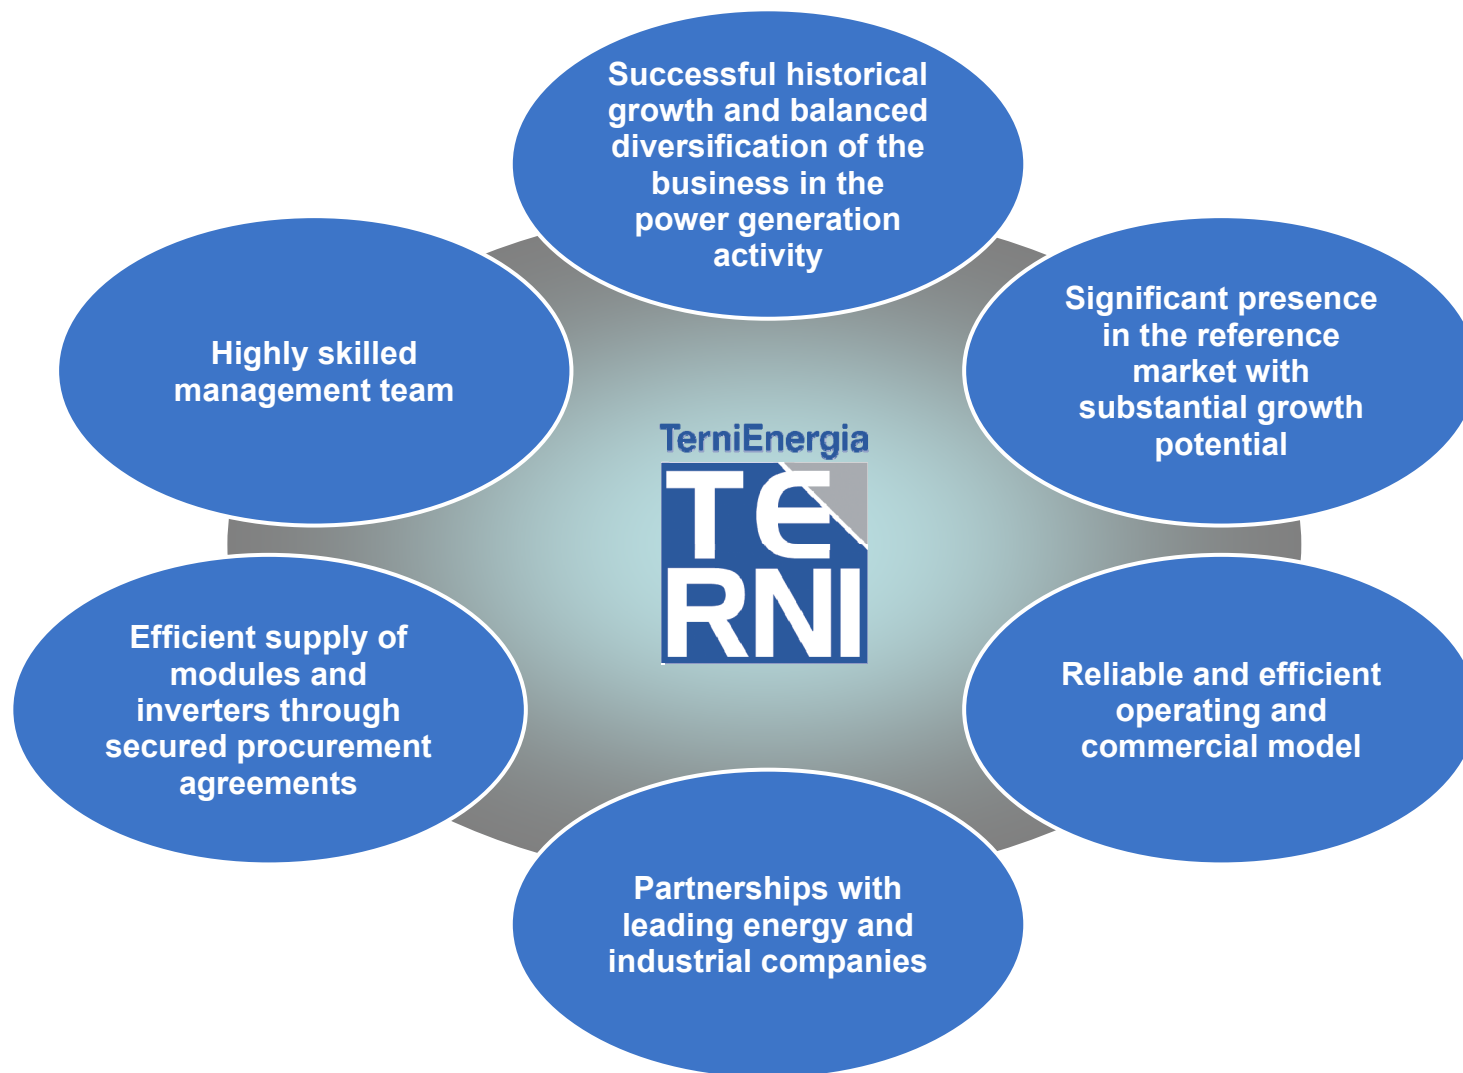 Successful historical
growth and balanced
diversification of the
business in the
power generation
activity
Significant presence
in the reference
market with
substantial growth
potential
Highly skilled
management team
TerniEnergia
TE
RNI
Efficient supply of
modules and
inverters through
secured procurement
agreements
Reliable and efficient
operating and
commercial model
Partnerships with
leading energy and
industrial companies